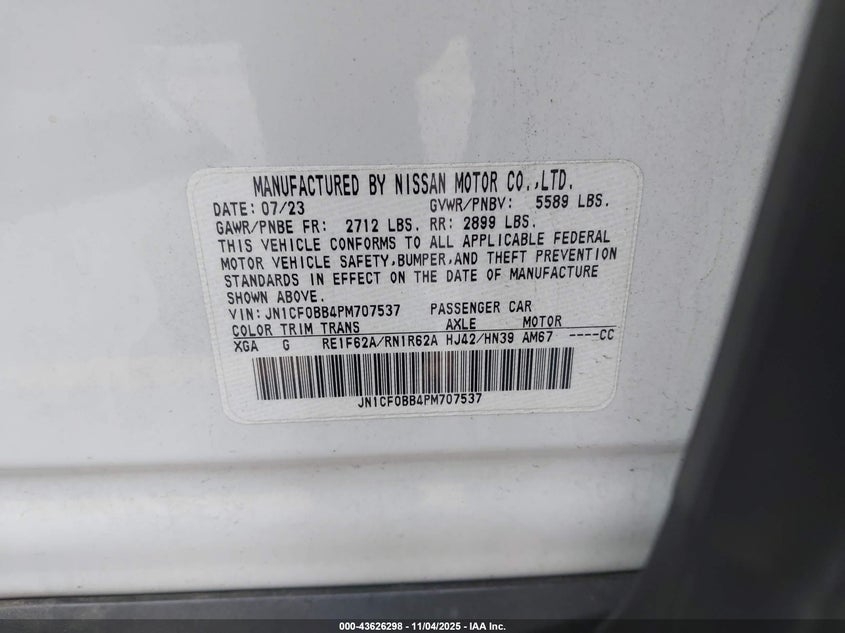 MANUFACTURED BY NISSAN MOTOR CO.,LTD.
DATE: 07/23 GVWR/PNBV: 5589 LBS.
GAWR/PNBE FR: 2712 LBS. RR: 2899 LBS.
THIS VEHICLE CONFORMS TO ALL APPLICABLE FEDERAL
MOTOR VEHICLE SAFETY,BUMPER,AND THEFT PREVENTION
STANDARDS IN EFFECT ON THE DATE OF MANUFACTURE
SHOWN ABOVE.
VIN:JN1CF0BB4PM707537 PASSENGER CAR
COLOR TRIM TRANS AXLE MOTOR
XGA G RE1F62A/RN1R62A HJ42/HN39 AM67 ----CC
JN1CF0BB4PM707537
000-43626298 - 11/04/2025 - IAA Inc.